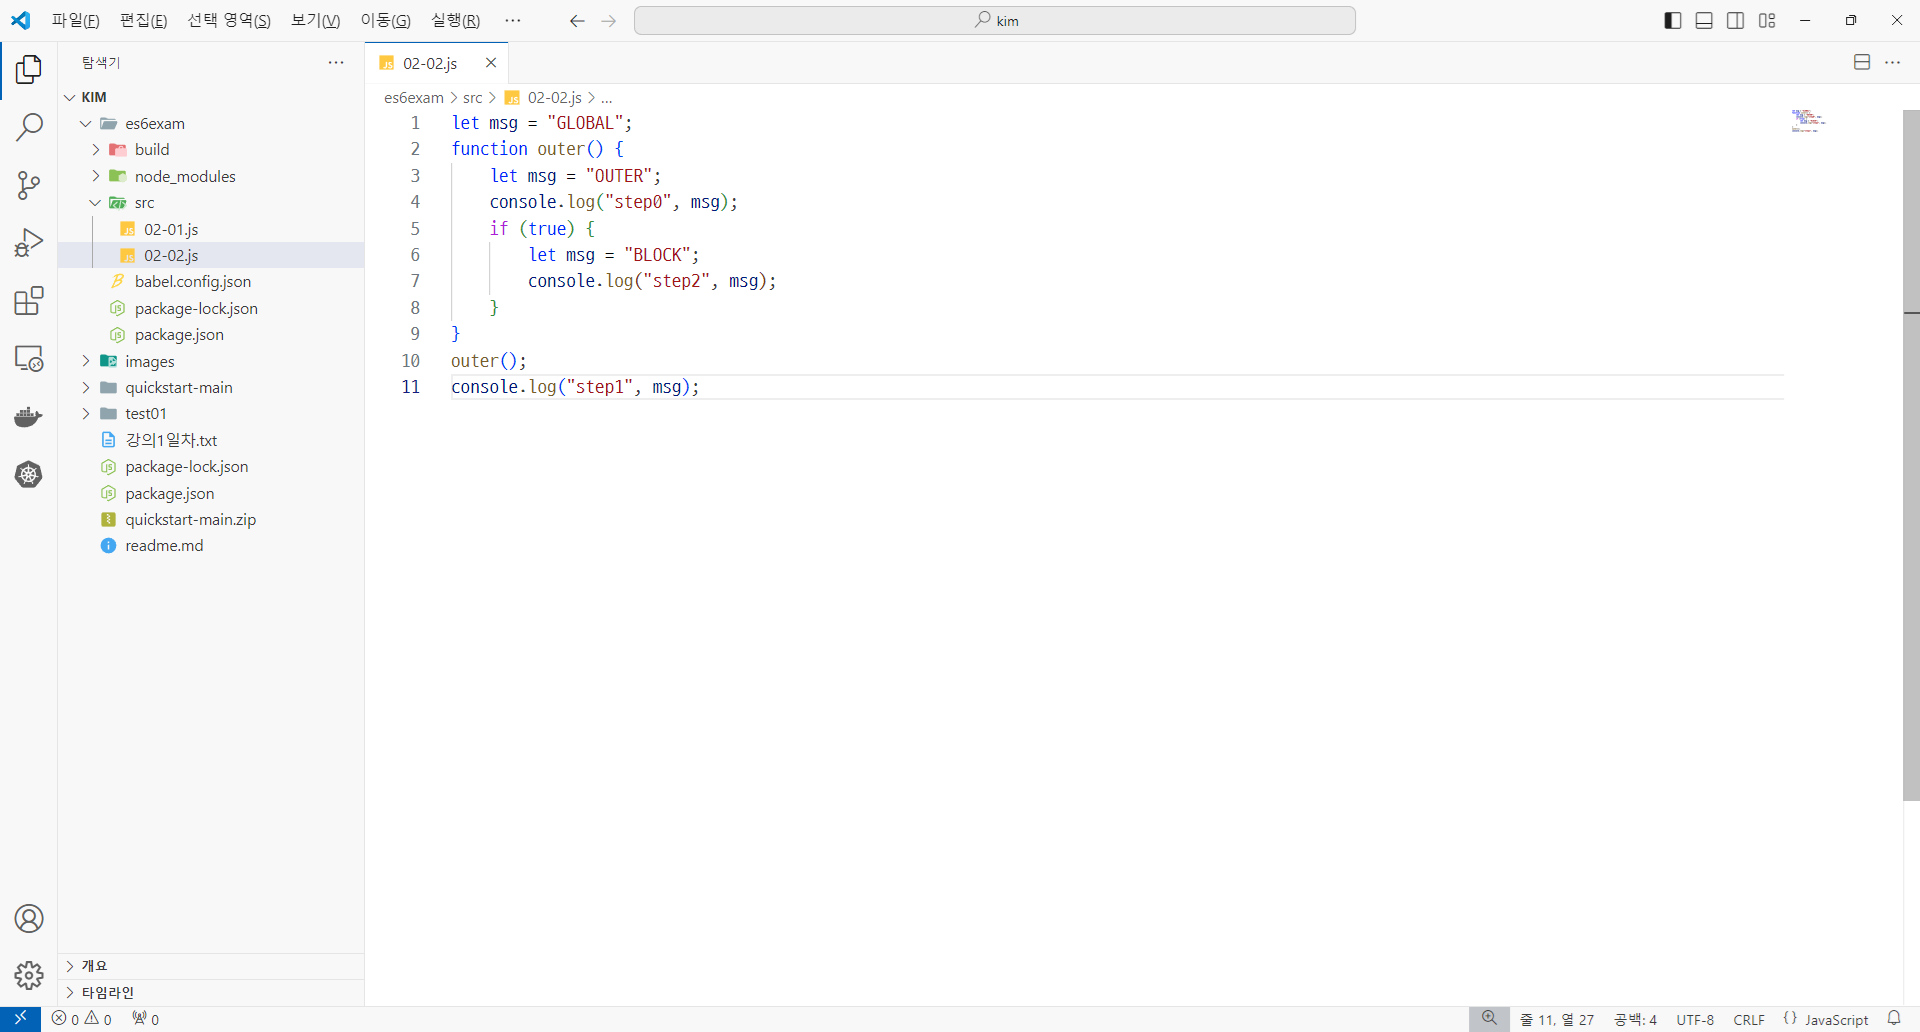 파일(F) 편집(E) 선택 영역(S) 보기(V) 이동(G) 실행(R) ··· kim
탐색기 ···
KIM
es6exam
build
node_modules
src
02-01.js
02-02.js
babel.config.json
package-lock.json
package.json
images
quickstart-main
test01
강의1일차.txt
package-lock.json
package.json
quickstart-main.zip
readme.md
개요
타임라인
02-02.js
es6exam > src > JS 02-02.js > ...
1 let msg = "GLOBAL";
2 function outer() {
3     let msg = "OUTER";
4     console.log("step0", msg);
5     if (true) {
6         let msg = "BLOCK";
7         console.log("step2", msg);
8     }
9 }
10 outer();
11 console.log("step1", msg);
0 0 0 줄 11, 열 27 공백: 4 UTF-8 CRLF {} JavaScript